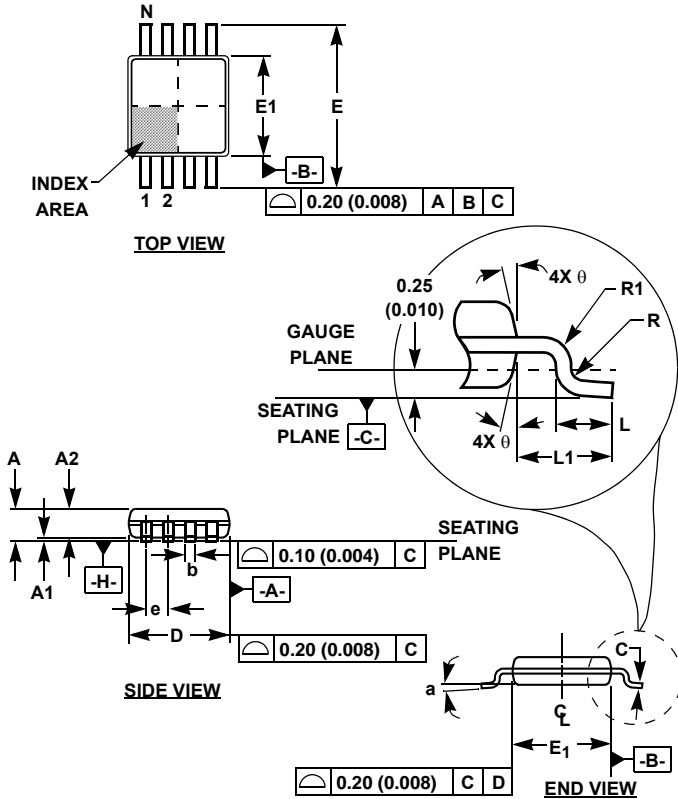 N
E1
E
-B-
INDEX
AREA
1 2
0.20 (0.008) A B C
TOP VIEW
0.25
(0.010)
4X θ
R1
R
GAUGE
PLANE
SEATING
PLANE -C-
4X θ
L
L1
A A2
A1
-H-
b
e
D
-A-
SEATING
PLANE
0.10 (0.004) C
0.20 (0.008) C
SIDE VIEW
a
C
CL
E1
-B-
0.20 (0.008) C D
END VIEW